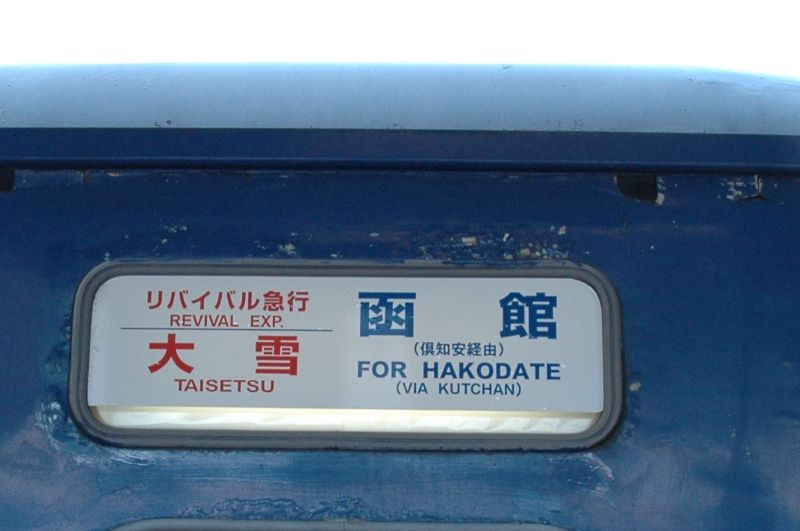 リバイバル急行
REVIVAL EXP.
大雪
TAISETSU
函館
(倶知安経由)
FOR HAKODATE
(VIA KUTCHAN)